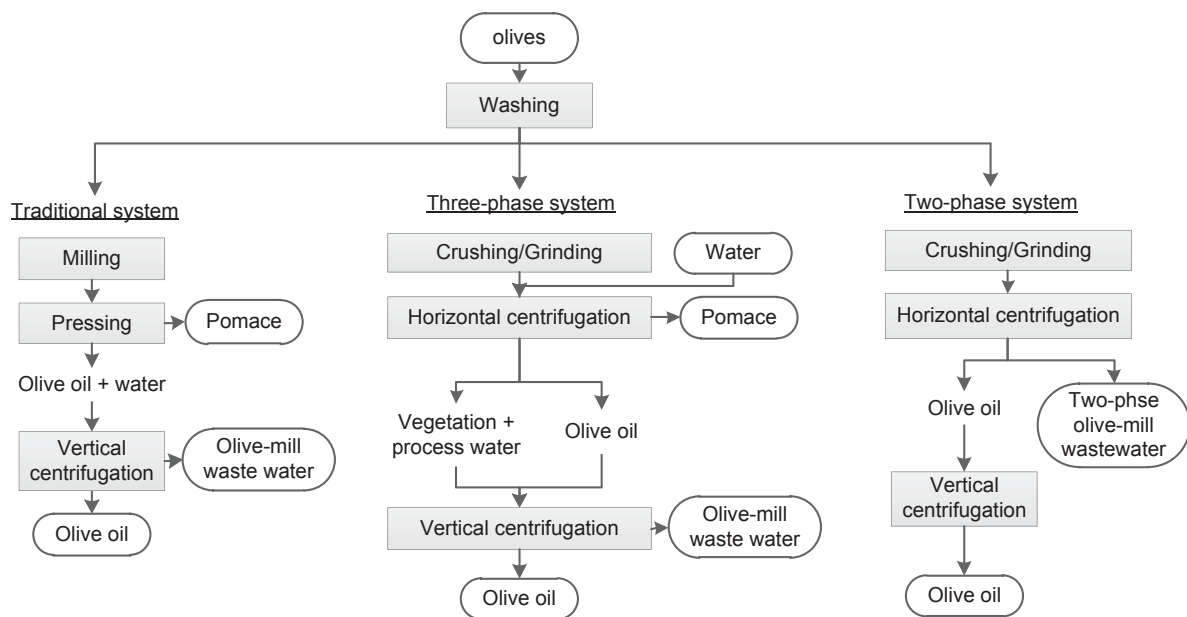 olives
Washing
Traditional system
Milling
Pressing
Pomace
Olive oil + water
Vertical
centrifugation
Olive-mill
waste water
Olive oil
Three-phase system
Crushing/Grinding
Water
Horizontal centrifugation
Pomace
Vegetation +
process water
Olive oil
Vertical centrifugation
Olive-mill
waste water
Olive oil
Two-phase system
Crushing/Grinding
Horizontal centrifugation
Olive oil
Two-phse
olive-mill
wastewater
Vertical
centrifugation
Olive oil